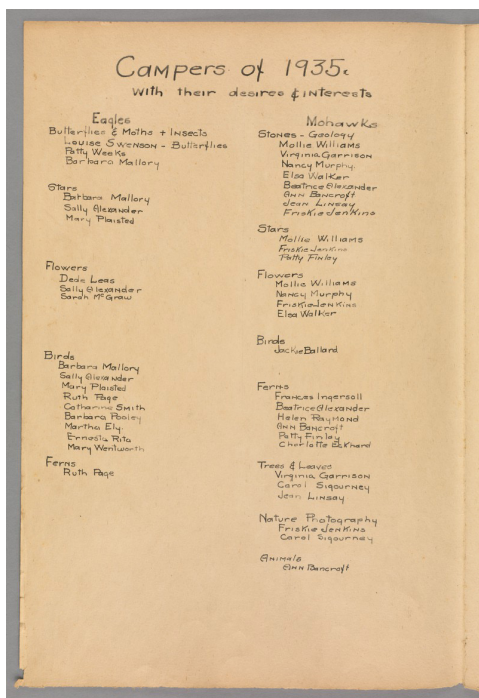 Campers of 1935.
with their desires & interests
Eagles
Butterflies & Moths + Insects
Louise Swenson - Butterflies
Patty Weeks
Barbara Mallory
Stars
Barbara Mallory
Sally Alexander
Mary Plaisted
Flowers
Dede Leas
Sally Alexander
Sarah McGraw
Birds
Barbara Mallory
Sally Alexander
Mary Plaisted
Ruth Page
Catharine Smith
Barbara Pooley
Martha Ely.
Ernesta Rita
Mary Wentworth
Ferns
Ruth Page
Mohawks
Stones - Geology
Mollie Williams
Virginia Garrison
Nancy Murphy.
Elsa Walker
Beatrice Alexander
Ann Bancroft
Jean Linsay
Friskie Jenkins
Stars
Mollie Williams
Friskie Jenkins
Patty Finley
Flowers
Mollie Williams
Nancy Murphy
Friskie Jenkins
Elsa Walker
Birds
Jackie Ballard
Ferns
Frances Ingersoll
Beatrice Alexander
Helen Raymond
Ann Bancroft
Patty Finley
Charlotte Eckhard
Trees & Leaves
Virginia Garrison
Carol Sigourney
Jean Linsay
Nature Photography
Friskie Jenkins
Carol Sigourney
Animals
Ann Bancroft